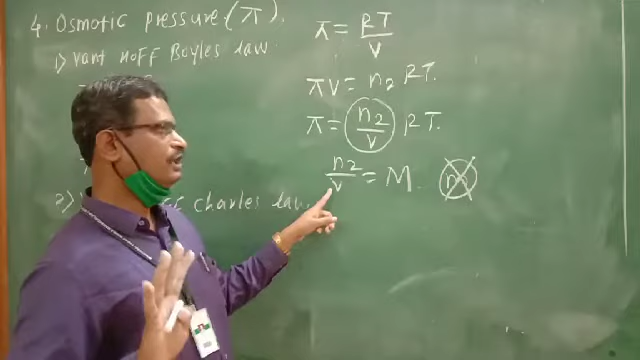 4. Osmotic pressure (π).
1) Vant Hoff Boyles law
2) Charles law
π = RT/V
πV = n₂ RT.
π = n₂/V RT.
n₂/V = M. m